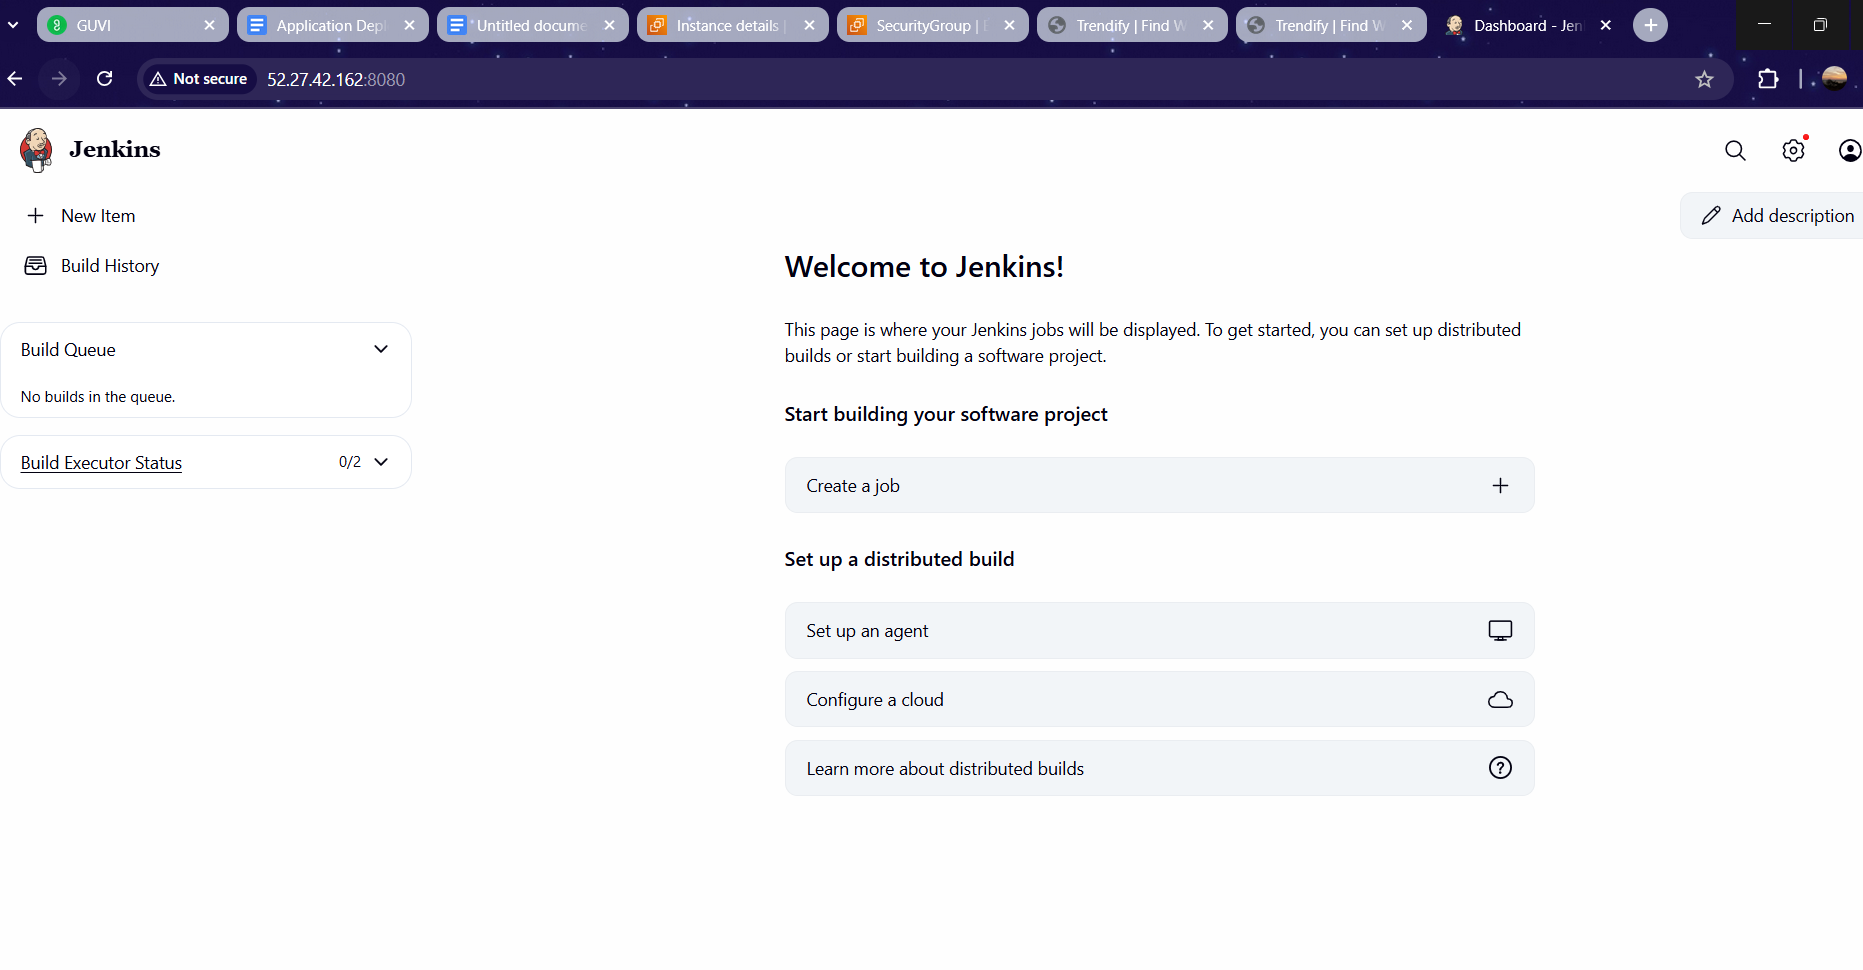 GUVI
Application Depl
Untitled docume
Instance details
SecurityGroup |
Trendify | Find W
Trendify | Find W
Dashboard - Jen
Not secure
52.27.42.162:8080
Jenkins
New Item
Add description
Build History
Welcome to Jenkins!
This page is where your Jenkins jobs will be displayed. To get started, you can set up distributed
builds or start building a software project.
Build Queue
No builds in the queue.
Start building your software project
Build Executor Status
0/2
Create a job
Set up a distributed build
Set up an agent
Configure a cloud
Learn more about distributed builds